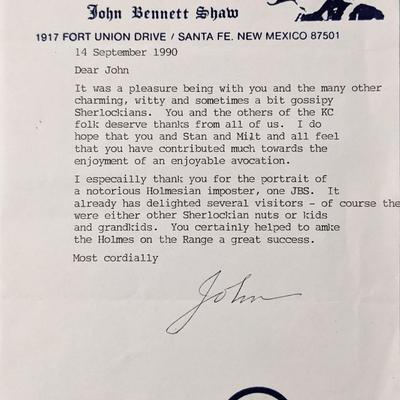 John Bennett Shaw
1917 FORT UNION DRIVE / SANTA FE, NEW MEXICO 87501
14 September 1990
Dear John
It was a pleasure being with you and the many other
charming, witty and sometimes a bit gossipy
Sherlockians. You and the others of the KC
folk deserve thanks from all of us. I do
hope that you and Stan and Milt and all feel
that you have contributed much towards the
enjoyment of an enjoyable avocation.
I especailly thank you for the portrait of
a notorious Holmesian imposter, one JBS. It
already has delighted several visitors - of course the
were either other Sherlockian nuts or kids
and grandkids. You certainly helped to amke
the Holmes on the Range a great success.
Most cordially
John